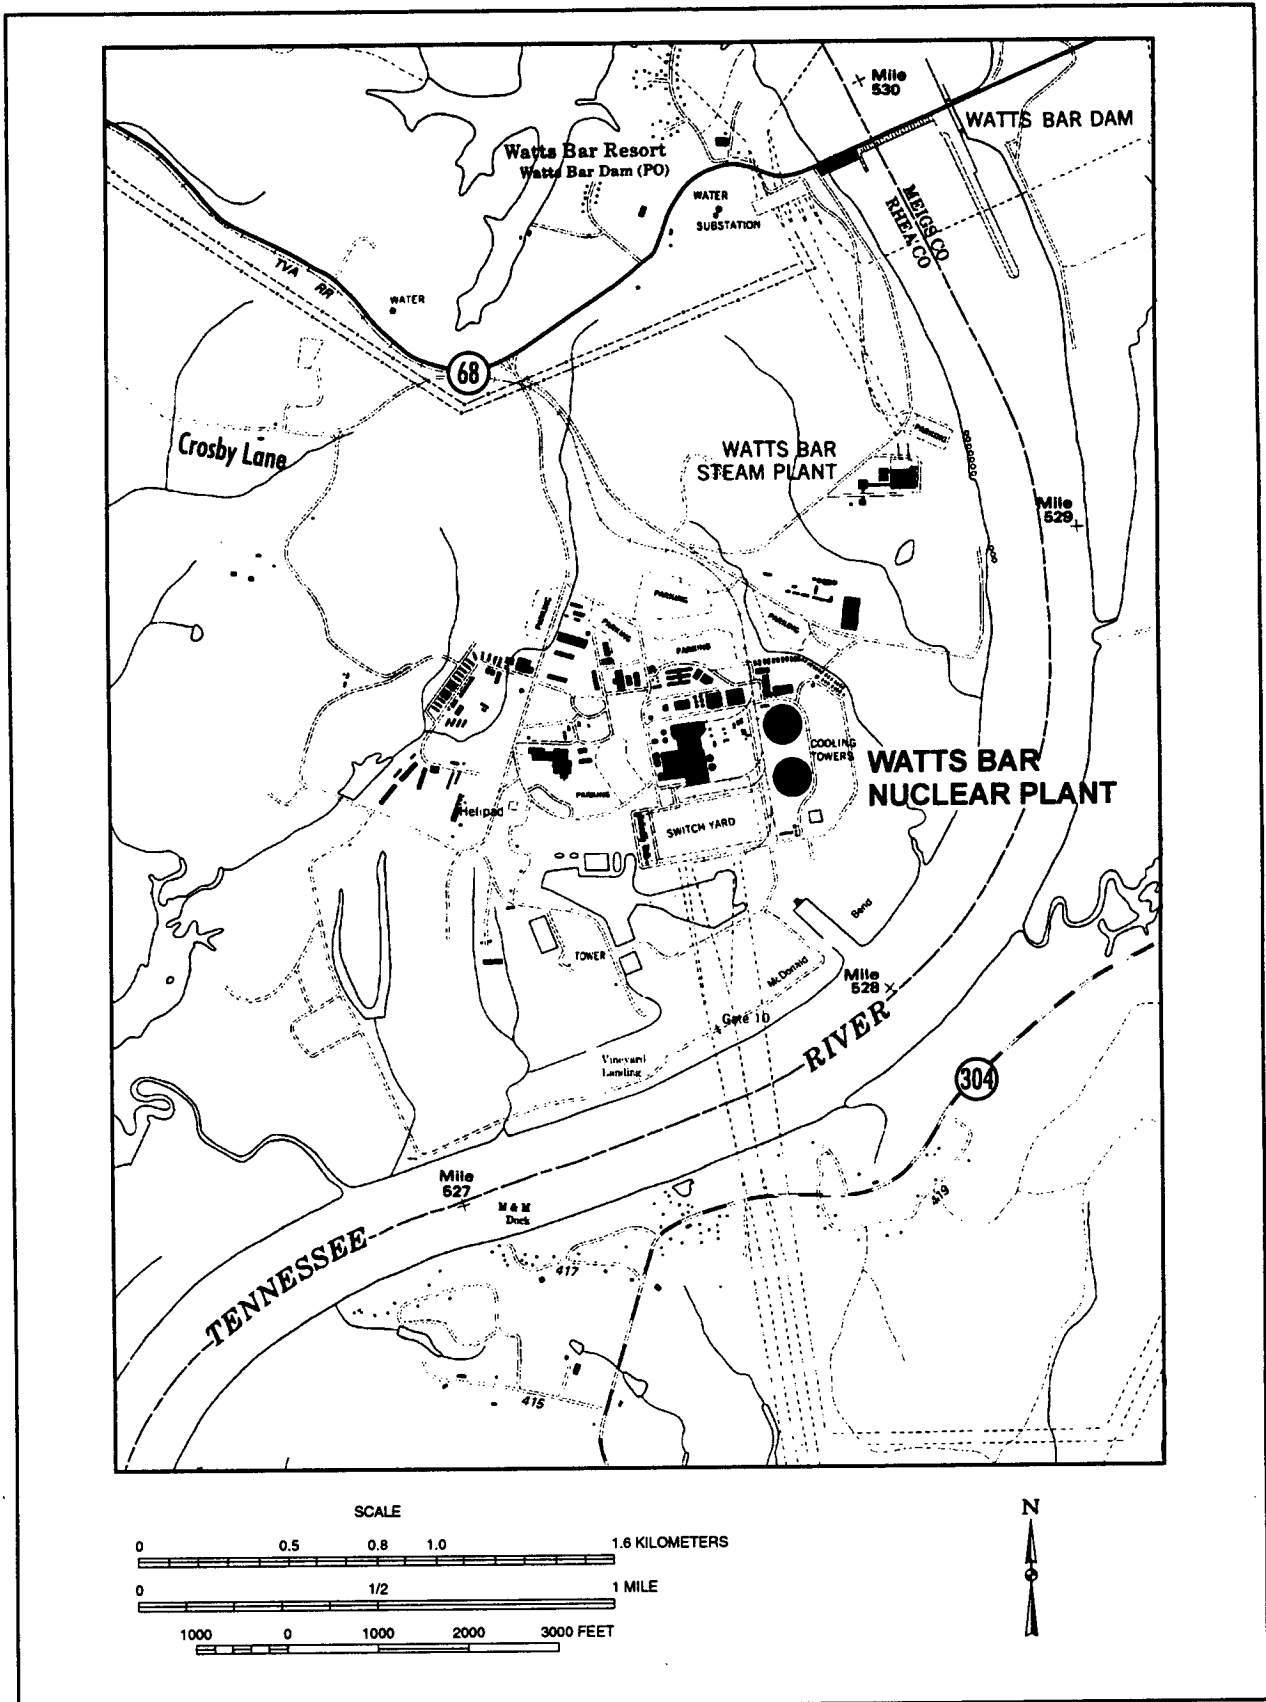 Mile
530
WATTS BAR DAM
Watts Bar Resort
Watts Bar Dam (PO)
WATER
SUBSTATION
MEIGS CO
RHEA CO
TVA RR
WATER
68
Crosby Lane
WATTS BAR
STEAM PLANT
PARKING
Mile
529
PARKING
PARKING
PARKING
PARKING
PARKING
COOLING
TOWERS
WATTS BAR
NUCLEAR PLANT
PARKING
Helipad
SWITCH YARD
Bend
TOWER
McDonald
Mile
528
Gate 10
RIVER
Vineyard
Landing
304
Mile
527
M & M
Dock
419
TENNESSEE
417
415
SCALE
0 0.5 0.8 1.0 1.6 KILOMETERS
0 1/2 1 MILE
1000 0 1000 2000 3000 FEET
N